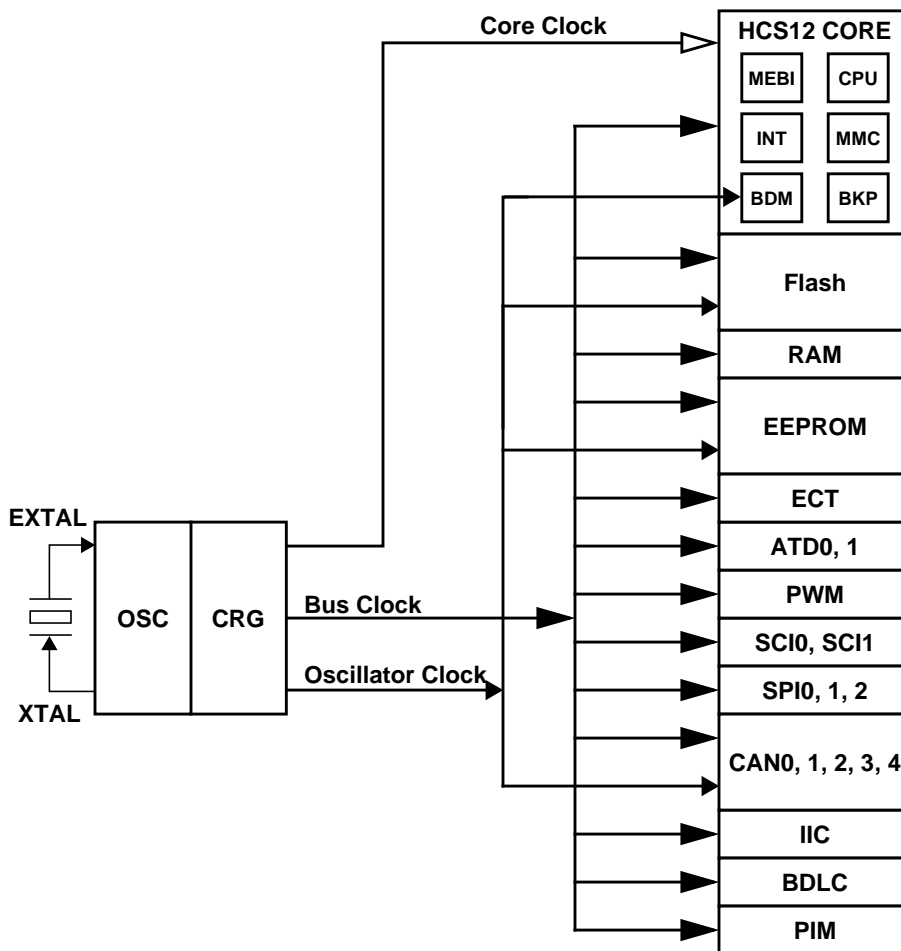 Core Clock
HCS12 CORE
MEBI
CPU
INT
MMC
BDM
BKP
Flash
RAM
EEPROM
ECT
EXTAL
ATD0, 1
PWM
OSC
CRG
Bus Clock
SCI0, SCI1
Oscillator Clock
SPI0, 1, 2
XTAL
CAN0, 1, 2, 3, 4
IIC
BDLC
PIM